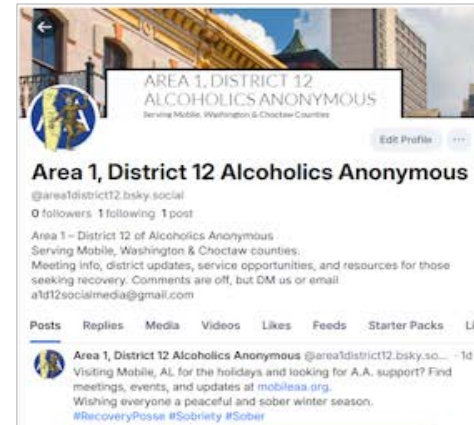 AREA 1, DISTRICT 12
ALCOHOLICS ANONYMOUS
Serving Mobile, Washington & Choctaw Counties
Edit Profile
Area 1, District 12 Alcoholics Anonymous
@area1district12.bsky.social
0 followers 1 following 1 post
Area 1 – District 12 of Alcoholics Anonymous
Serving Mobile, Washington & Choctaw counties.
Meeting info, district updates, service opportunities, and resources for those
seeking recovery. Comments are off, but DM us or email
a1d12socialmedia@gmail.com
Posts Replies Media Videos Likes Feeds Starter Packs Li
Area 1, District 12 Alcoholics Anonymous @area1district12.bsky.so... · 1d
Visiting Mobile, AL for the holidays and looking for A.A. support? Find
meetings, events, and updates at mobileaa.org.
Wishing everyone a peaceful and sober winter season.
#RecoveryPosse #Sobriety #Sober